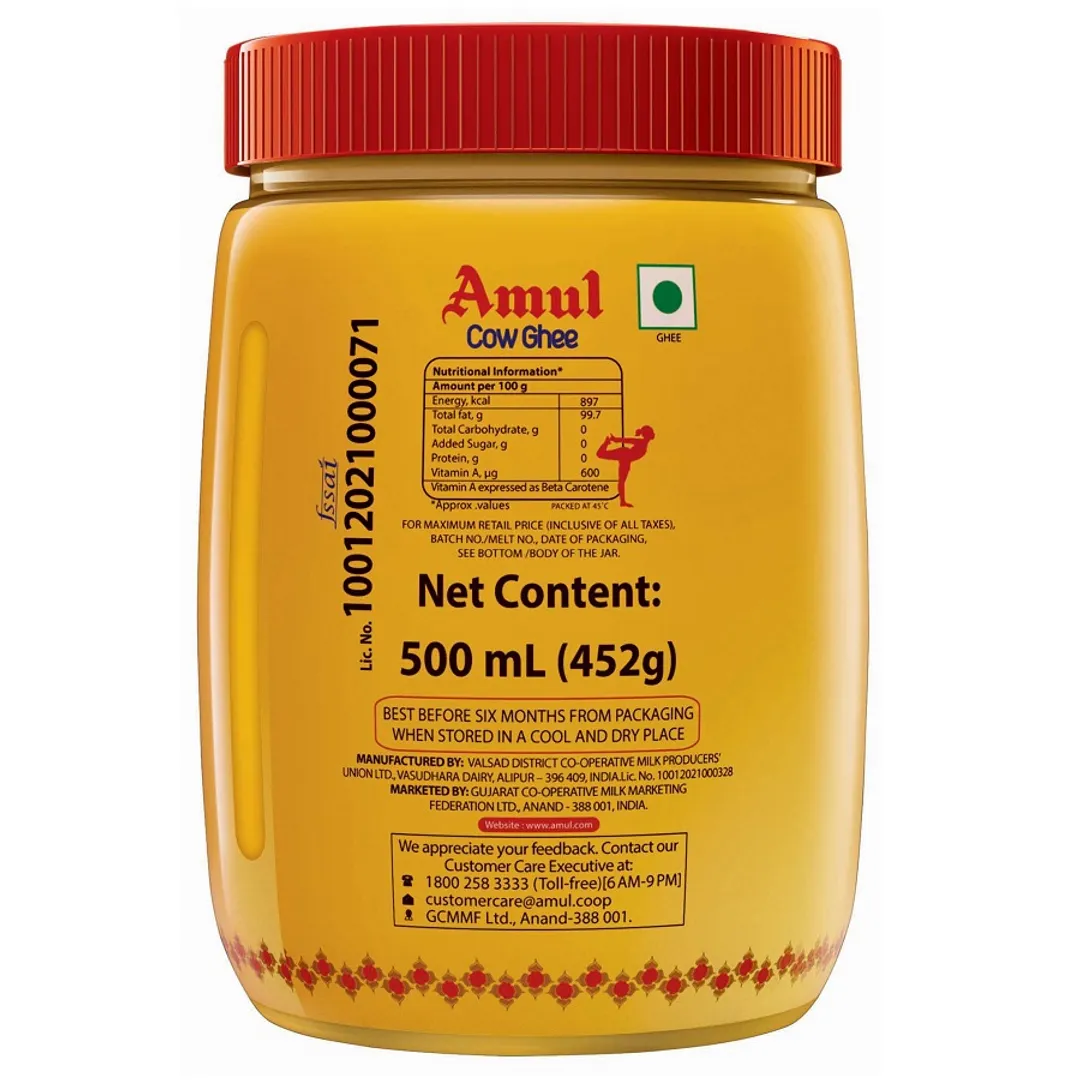 Amul
Cow Ghee
GHEE
Nutritional Information*
Amount per 100 g
Energy, kcal 897
Total fat, g 99.7
Total Carbohydrate, g 0
Added Sugar, g 0
Protein, g 0
Vitamin A, µg 600
Vitamin A expressed as Beta Carotene
*Approx .values PACKED AT 45°C
FOR MAXIMUM RETAIL PRICE (INCLUSIVE OF ALL TAXES),
BATCH NO./MELT NO., DATE OF PACKAGING,
SEE BOTTOM /BODY OF THE JAR.
fssai
Lic. No. 10012021000071
Net Content:
500 mL (452g)
BEST BEFORE SIX MONTHS FROM PACKAGING
WHEN STORED IN A COOL AND DRY PLACE
MANUFACTURED BY: VALSAD DISTRICT CO-OPERATIVE MILK PRODUCERS'
UNION LTD., VASUDHARA DAIRY, ALIPUR – 396 409, INDIA.Lic. No. 10012021000328
MARKETED BY: GUJARAT CO-OPERATIVE MILK MARKETING
FEDERATION LTD., ANAND - 388 001, INDIA.
Website : www.amul.com
We appreciate your feedback. Contact our
Customer Care Executive at:
1800 258 3333 (Toll-free)[6 AM-9 PM]
customercare@amul.coop
GCMMF Ltd., Anand-388 001.